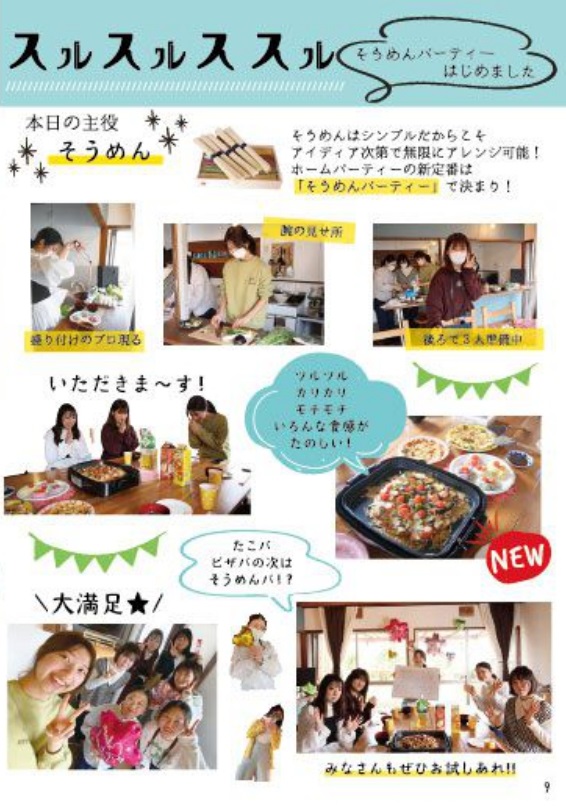 スルスルススル
そうめんパーティー
はじめました
本日の主役
そうめん
そうめんはシンプルだからこそ
アイディア次第で無限にアレンジ可能！
ホームパーティーの新定番は
「そうめんパーティー」で決まり！
腕の見せ所
盛り付けのプロ現る
後ろで3人準備中
いただきま〜す！
ツルツル
カリカリ
モチモチ
いろんな食感が
たのしい！
NEW
たこパ
ピザパの次は
そうめんパ！？
\大満足★/
みなさんもぜひお試しあれ!!
9